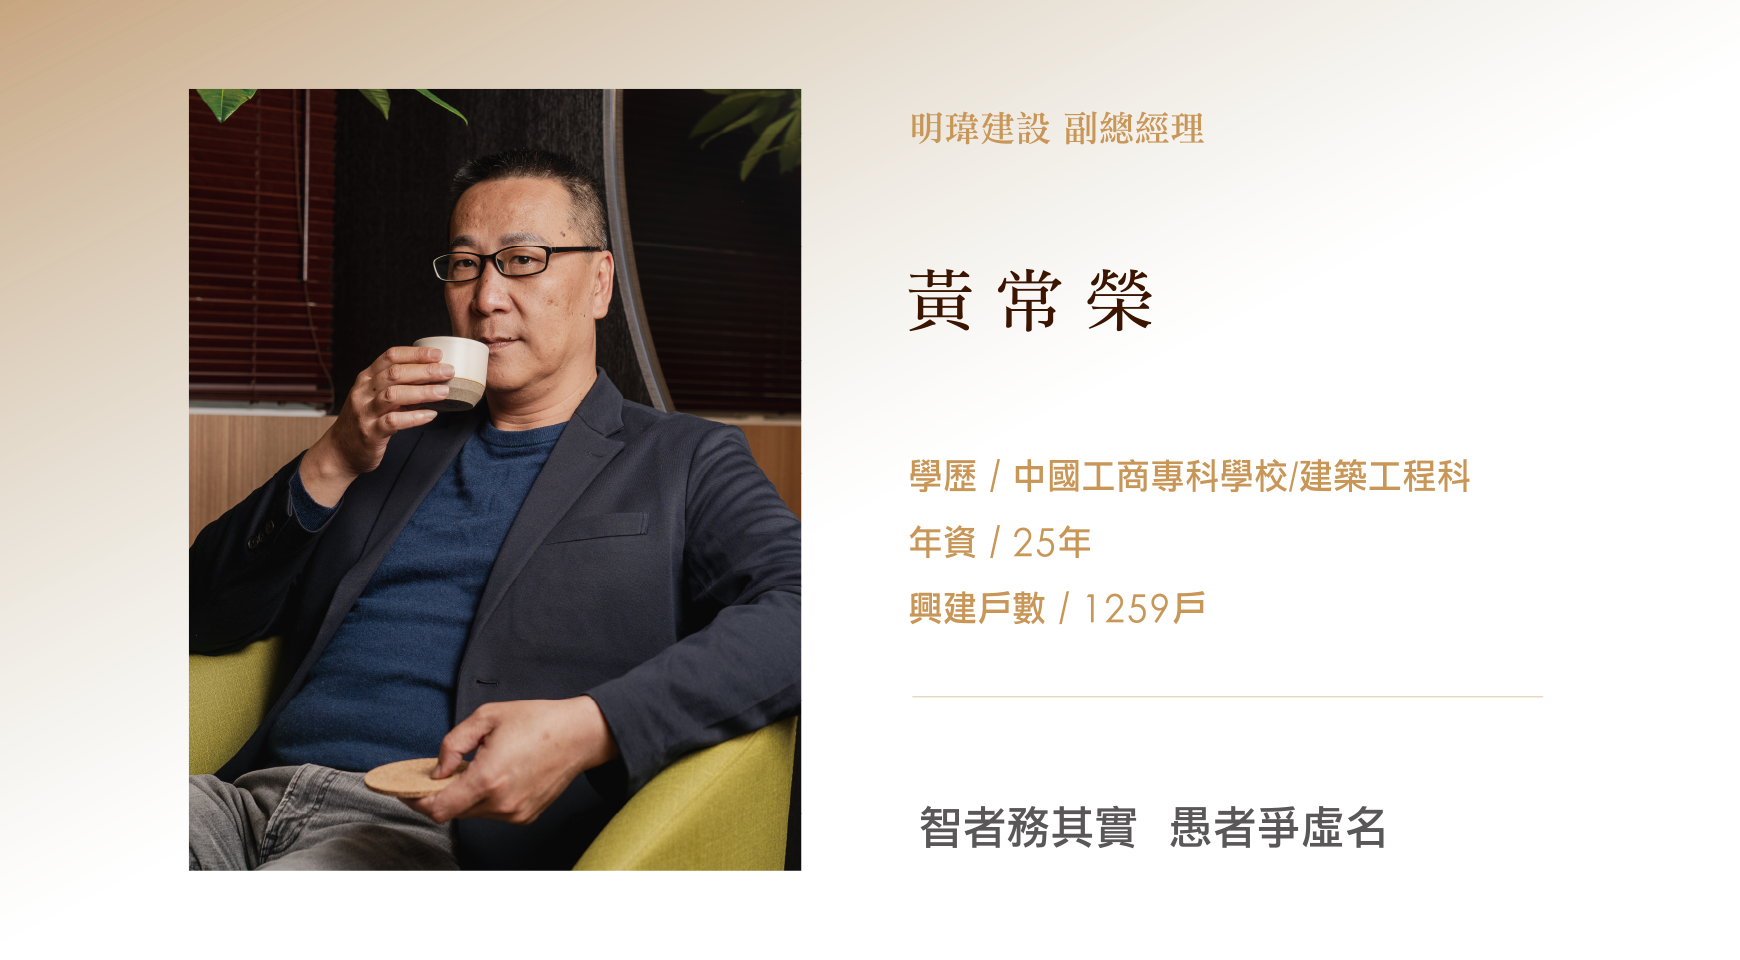 明瑋建設 副總經理
黃常榮
學歷 / 中國工商專科學校/建築工程科
年資 / 25年
興建戶數 / 1259戶
智者務其實 愚者爭虛名